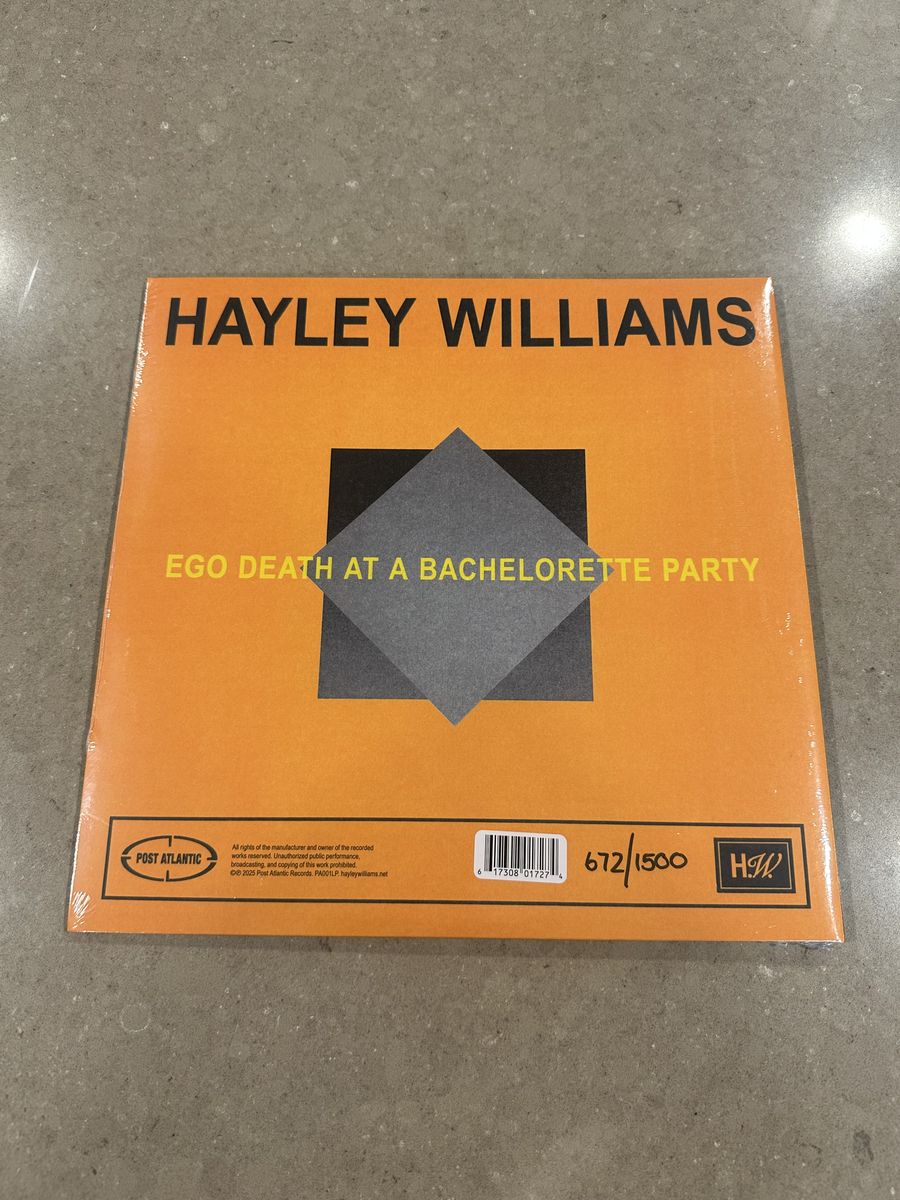 HAYLEY WILLIAMS
EGO DEATH AT A BACHELORETTE PARTY
POST ATLANTIC
All rights of the manufacturer and owner of the recorded
works reserved. Unauthorized public performance,
broadcasting, and copying of this work prohibited.
©℗ 2025 Post Atlantic Records. PA001LP. hayleywilliams.net
6 17308 01727 4
672/1500
H.W.